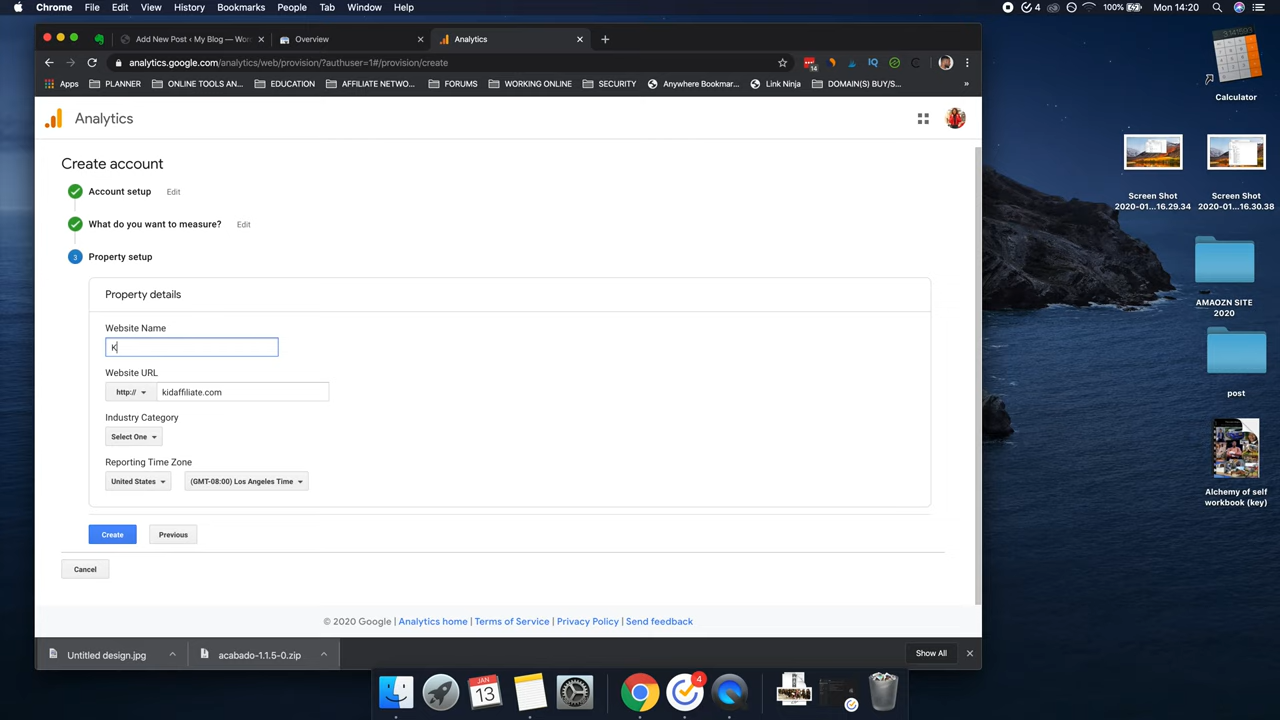 Chrome File Edit View History Bookmarks People Tab Window Help
4 100% Mon 14:20
Add New Post ‹ My Blog — Wor
Overview
Analytics
analytics.google.com/analytics/web/provision/?authuser=1#/provision/create
14
Apps PLANNER ONLINE TOOLS AN... EDUCATION AFFILIATE NETWO... FORUMS WORKING ONLINE SECURITY Anywhere Bookmar... Link Ninja DOMAIN(S) BUY/S... »
Analytics
Create account
Account setup Edit
What do you want to measure? Edit
3 Property setup
Property details
Website Name
K
Website URL
http:// kidaffiliate.com
Industry Category
Select One
Reporting Time Zone
United States (GMT-08:00) Los Angeles Time
Create Previous
Cancel
© 2020 Google | Analytics home | Terms of Service | Privacy Policy | Send feedback
Untitled design.jpg acabado-1.1.5-0.zip Show All
Calculator
Screen Shot
2020-01...16.29.34
Screen Shot
2020-01...16.30.38
AMAOZN SITE
2020
post
Alchemy of self
workbook (key)
JAN
13
4